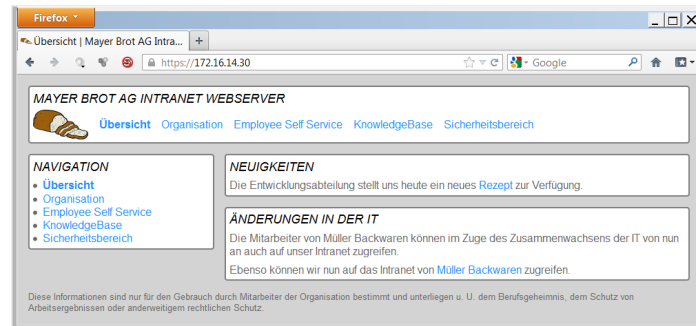 Firefox
Übersicht | Mayer Brot AG Intra... +
https://172.16.14.30
Google
MAYER BROT AG INTRANET WEBSERVER
Übersicht Organisation Employee Self Service KnowledgeBase Sicherheitsbereich
NAVIGATION
Übersicht
Organisation
Employee Self Service
KnowledgeBase
Sicherheitsbereich
NEUIGKEITEN
Die Entwicklungsabteilung stellt uns heute ein neues Rezept zur Verfügung.
ÄNDERUNGEN IN DER IT
Die Mitarbeiter von Müller Backwaren können im Zuge des Zusammenwachsens der IT von nun
an auch auf unser Intranet zugreifen.
Ebenso können wir nun auf das Intranet von Müller Backwaren zugreifen.
Diese Informationen sind nur für den Gebrauch durch Mitarbeiter der Organisation bestimmt und unterliegen u. U. dem Berufsgeheimnis, dem Schutz von
Arbeitsergebnissen oder anderweitigem rechtlichen Schutz.